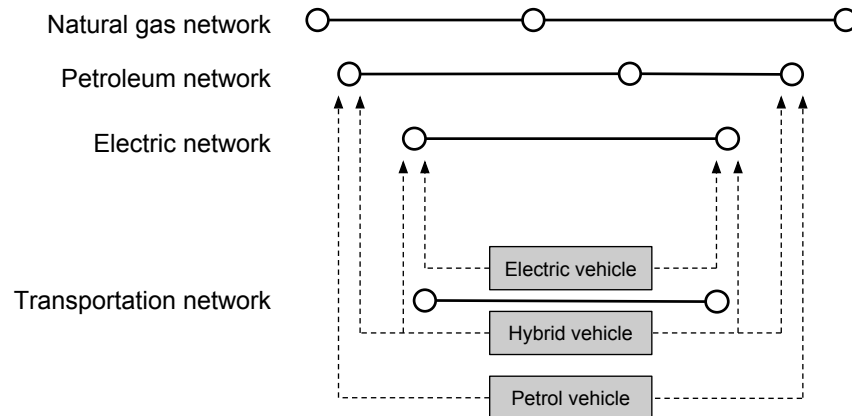 Natural gas network
Petroleum network
Electric network
Electric vehicle
Transportation network
Hybrid vehicle
Petrol vehicle